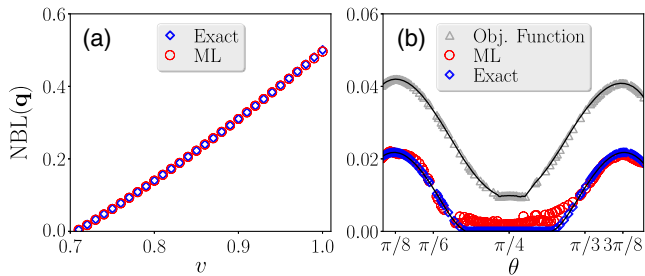 (a)
Exact
ML
NBL(q)
0.6
0.4
0.2
0.0
0.7 0.8 0.9 1.0
v
(b)
Obj. Function
ML
Exact
0.06
0.04
0.02
0.00
π/8 π/6 π/4 π/3 3π/8
θ